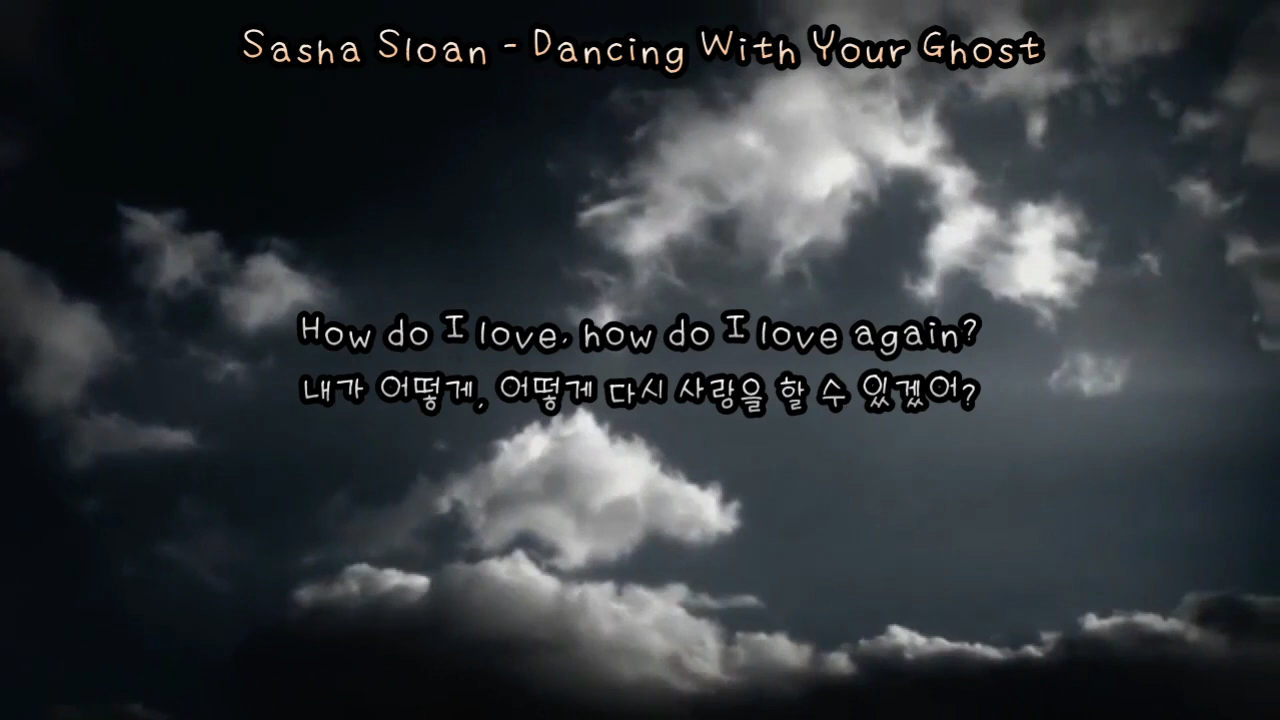 Sasha Sloan - Dancing With Your Ghost
How do I love, how do I love again?
내가 어떻게, 어떻게 다시 사랑을 할 수 있겠어?